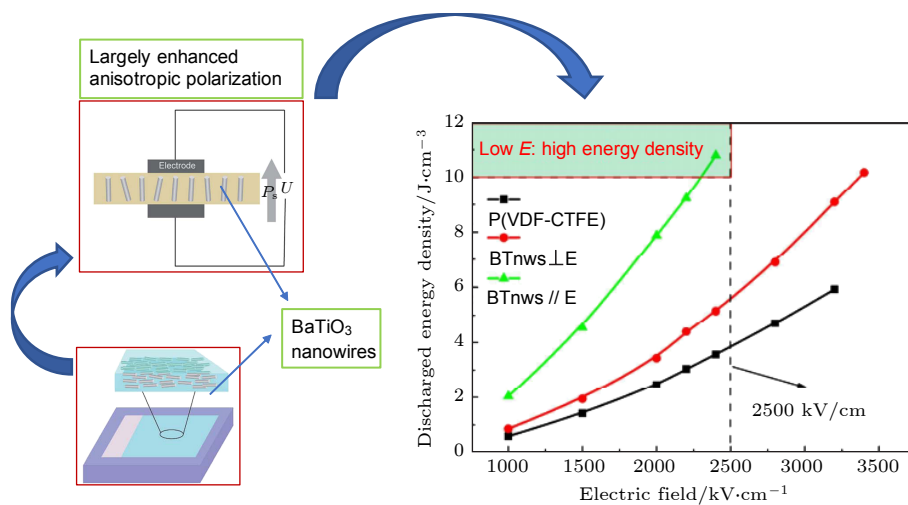 Largely enhanced
anisotropic polarization
Electrode
Pₛ U
BaTiO₃
nanowires
12
10
8
6
4
2
0
Discharged energy density/J·cm⁻³
Low E: high energy density
P(VDF-CTFE)
BTnws ⊥E
BTnws // E
2500 kV/cm
1000 1500 2000 2500 3000 3500
Electric field/kV·cm⁻¹